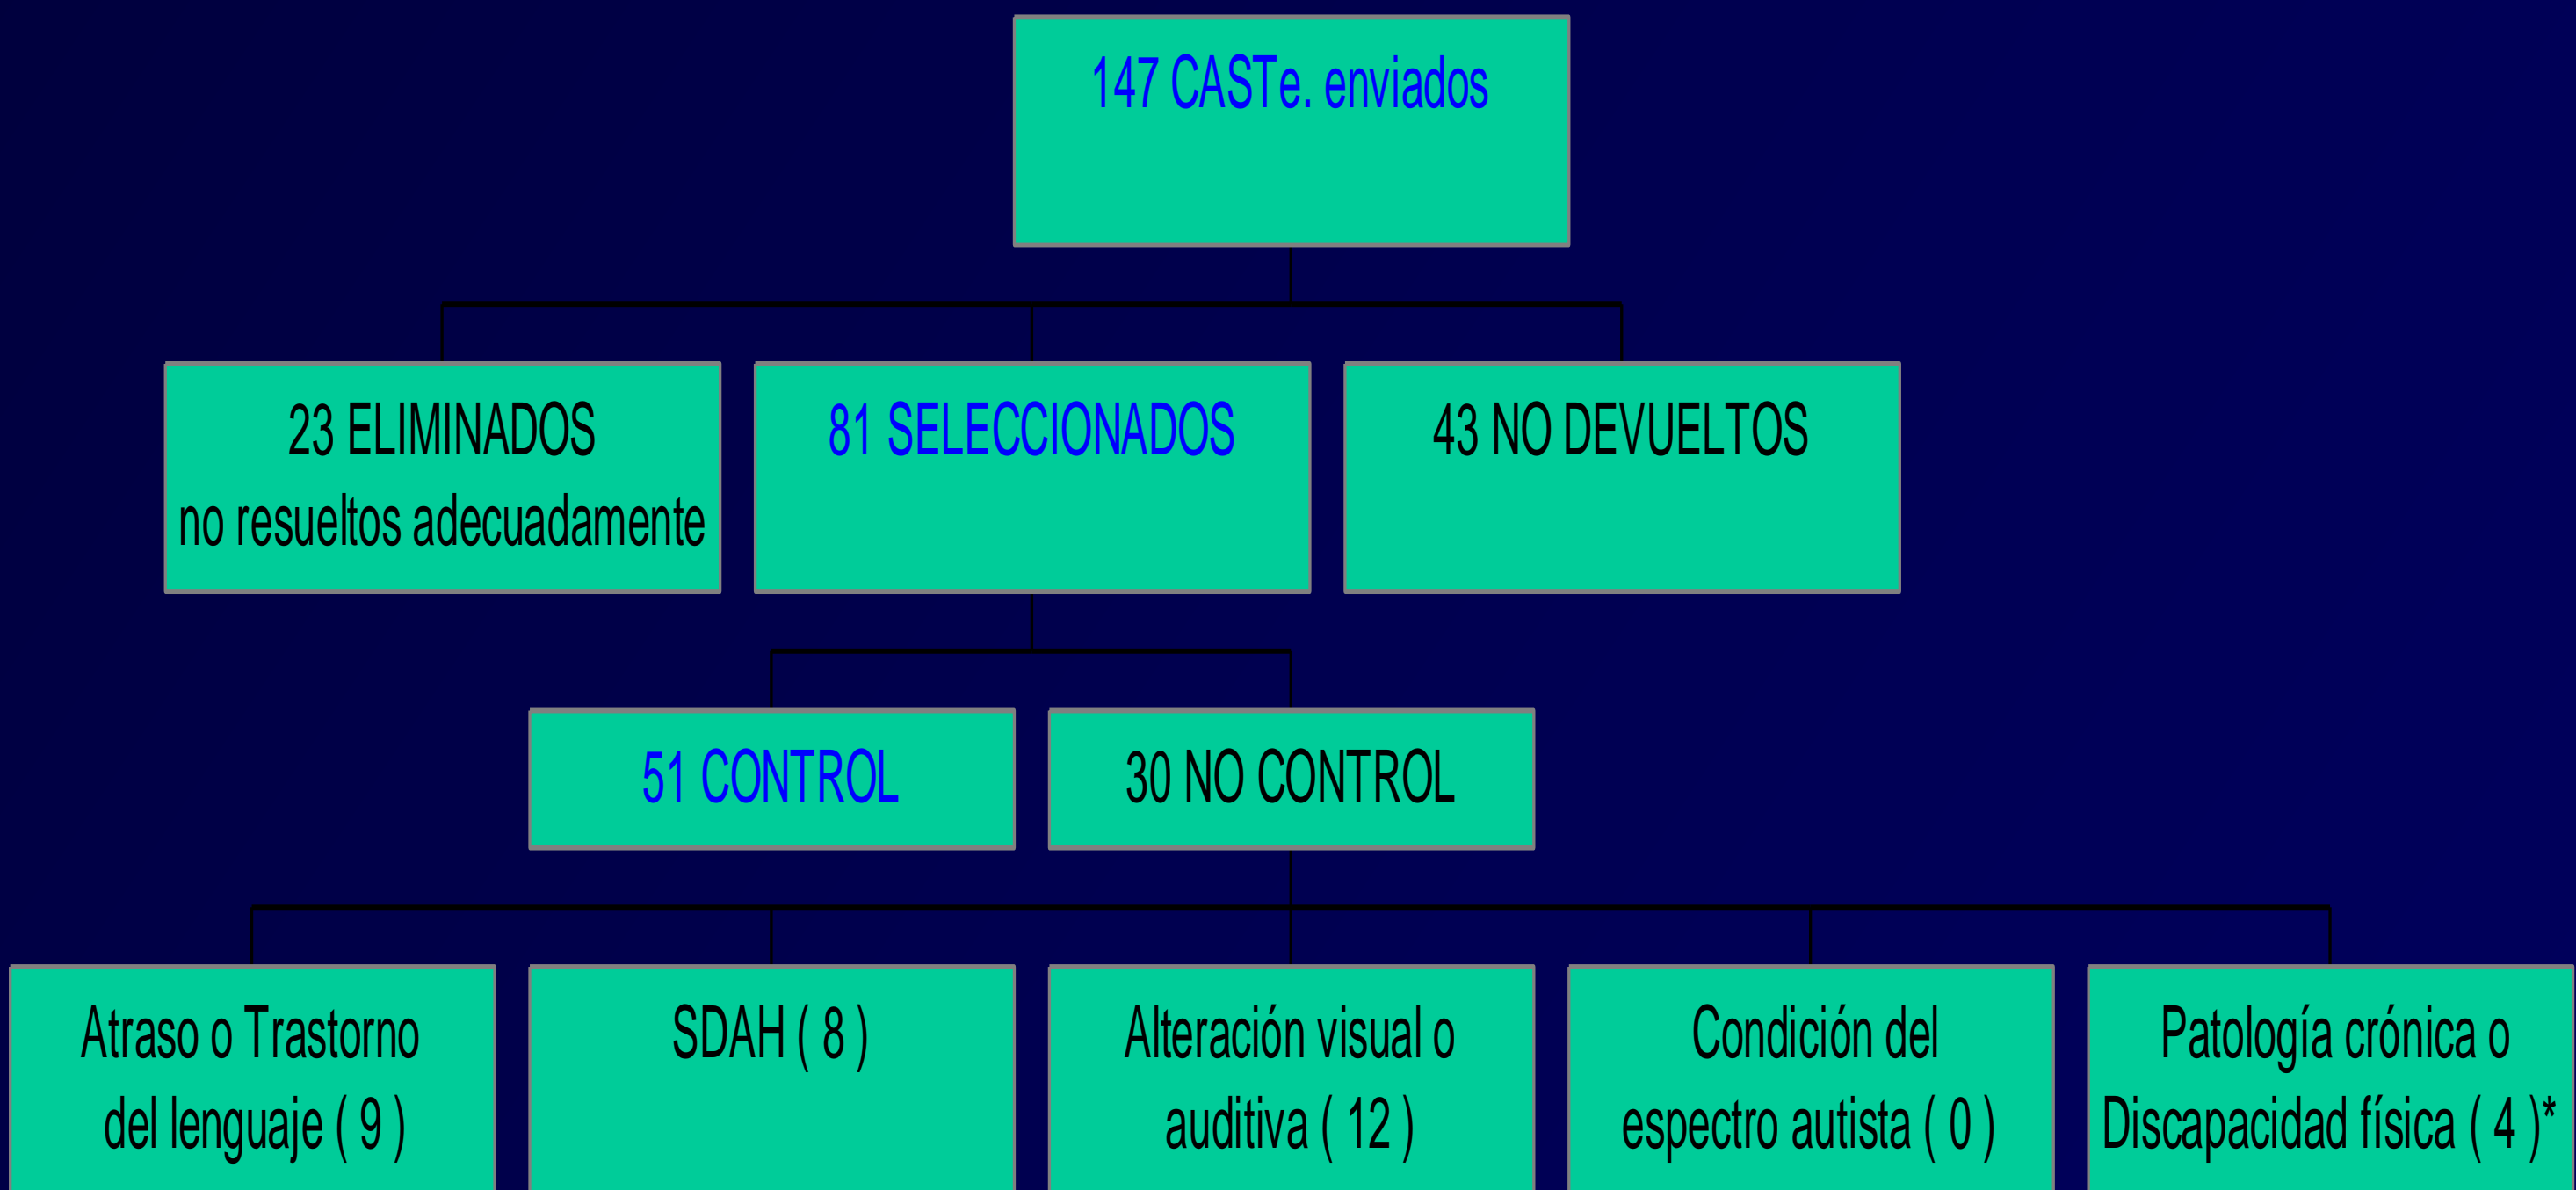 147 CASTe. enviados
23 ELIMINADOS
no resueltos adecuadamente
81 SELECCIONADOS
43 NO DEVUELTOS
51 CONTROL
30 NO CONTROL
Atraso o Trastorno
del lenguaje ( 9 )
SDAH ( 8 )
Alteración visual o
auditiva ( 12 )
Condición del
espectro autista ( 0 )
Patología crónica o
Discapacidad física ( 4 )*